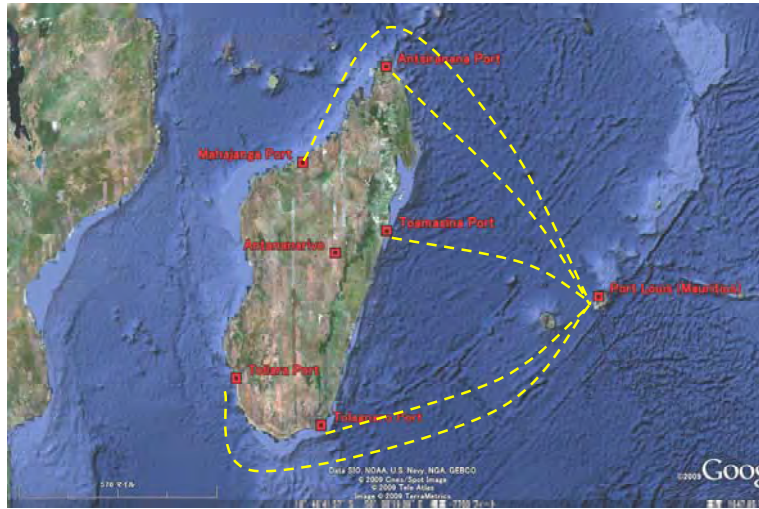 Antsiranana Port
Mahajanga Port
Toamasina Port
Antananarivo
Port Louis (Mauritius)
Toliara Port
Port
Data SIO, NOAA, U.S. Navy, NGA, GEBCO
© 2009 Cnes/Spot Image
© 2009 Tele Atlas
Image © 2009 TerraMetrics
©2009 Goog